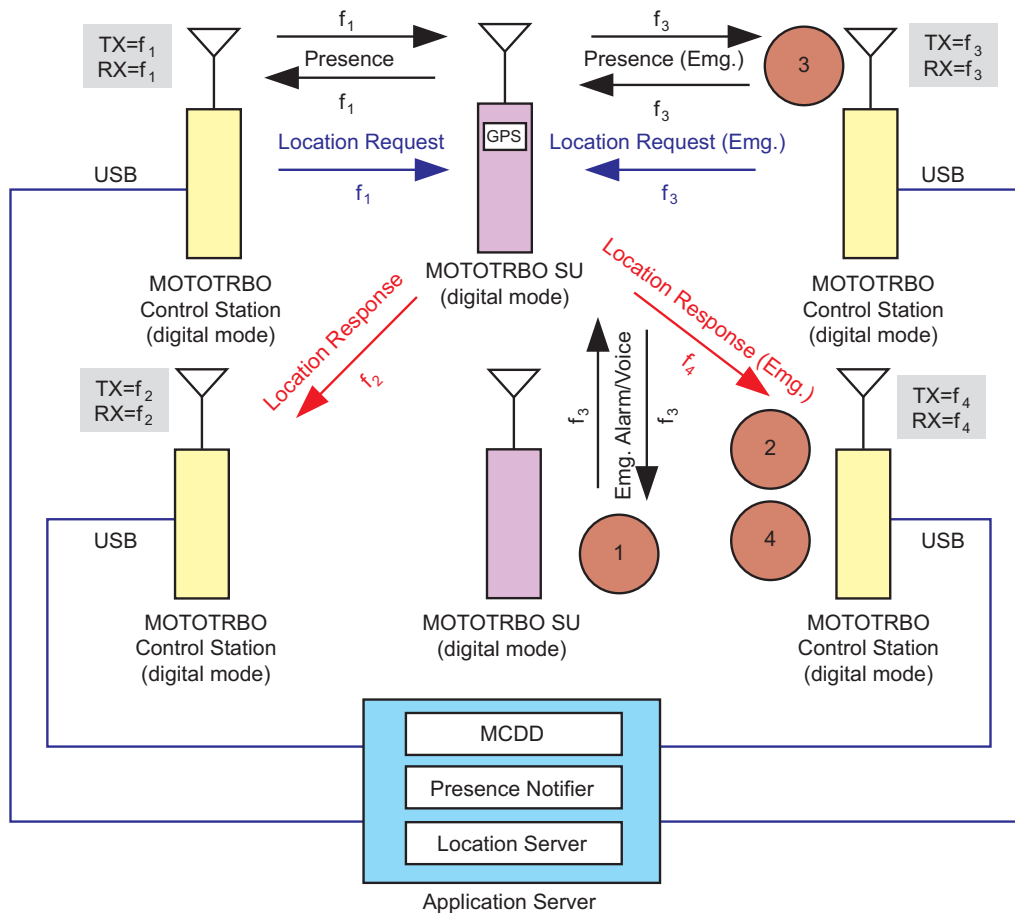 TX=f1
RX=f1
f1
Presence
f1
f3
Presence (Emg.)
f3
3
TX=f3
RX=f3
GPS
Location Request
f1
Location Request (Emg.)
f3
USB
USB
MOTOTRBO
Control Station
(digital mode)
MOTOTRBO SU
(digital mode)
MOTOTRBO
Control Station
(digital mode)
Location Response
f2
Location Response (Emg.)
f4
TX=f2
RX=f2
f3
Emg. Alarm/Voice
f3
TX=f4
RX=f4
2
4
1
USB
USB
MOTOTRBO
Control Station
(digital mode)
MOTOTRBO SU
(digital mode)
MOTOTRBO
Control Station
(digital mode)
MCDD
Presence Notifier
Location Server
Application Server